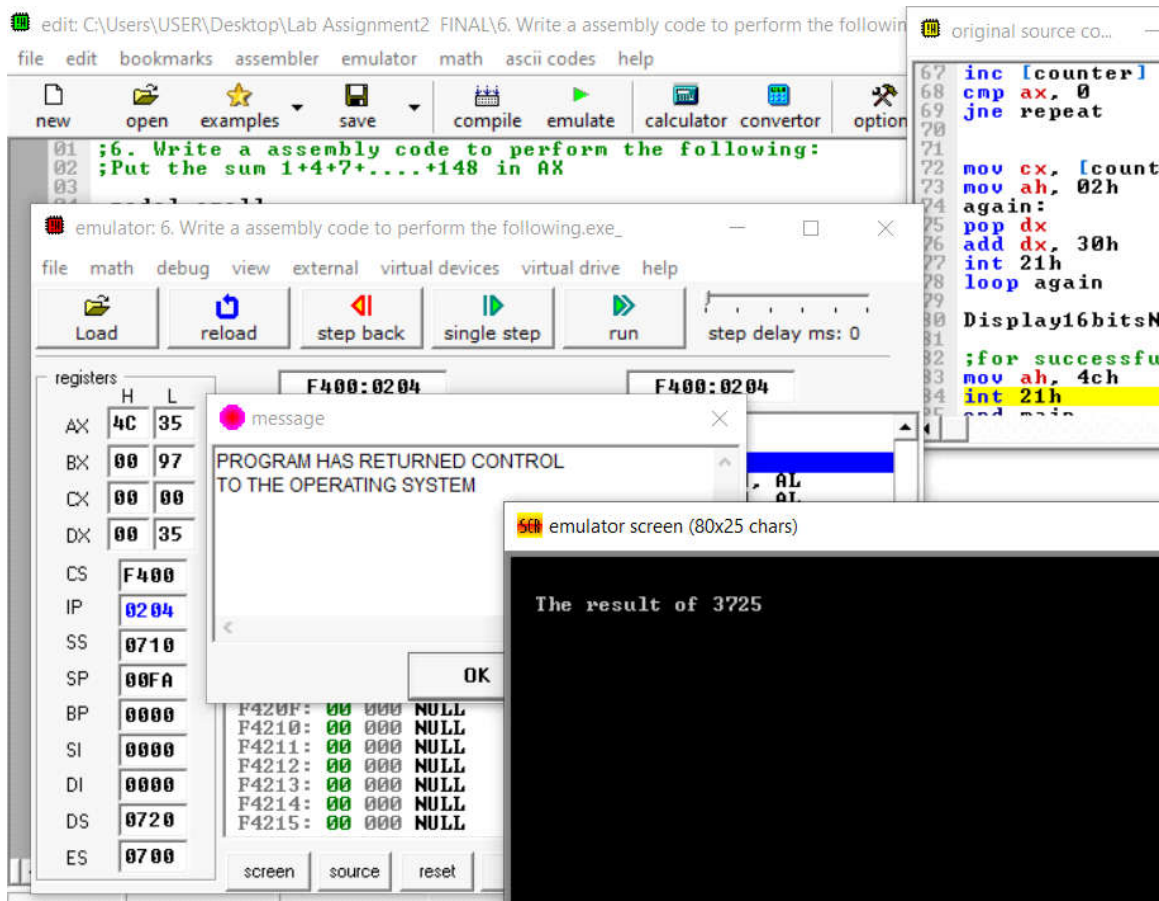 edit: C:\Users\USER\Desktop\Lab Assignment2 FINAL\6. Write a assembly code to perform the
file edit bookmarks assembler emulator math ascii codes help
new open examples save compile emulate calculator convertor
01 ;6. Write a assembly code to perform the following:
02 ;Put the sum 1+4+7+....+148 in AX
03
original source co...
67 inc [counter]
68 cmp ax, 0
69 jne repeat
70
71
72 mov cx,
73 mov ah, 02h
74 again:
75 pop dx
76 add dx, 30h
77 int 21h
78 loop again
79
80
81
82
83 mov ah, 4ch
84 int 21h
emulator: 6. Write a assembly code to perform the following.exe_
file math debug view external virtual devices virtual drive help
Load reload step back single step run step delay ms: 0
registers F400:0204 F400:0204
H L
AX 4C 35
BX 00 97
CX 00 00
DX 00 35
CS F400
IP 0204
SS 0710
SP 00FA
BP 0000
SI 0000
DI 0000
DS 0720
ES 0700
message
PROGRAM HAS RETURNED CONTROL
TO THE OPERATING SYSTEM
OK
, AL
AL
F420F: 00 000 NULL
F4210: 00 000 NULL
F4211: 00 000 NULL
F4212: 00 000 NULL
F4213: 00 000 NULL
F4214: 00 000 NULL
F4215: 00 000 NULL
screen source reset
emulator screen (80x25 chars)
The result of 3725